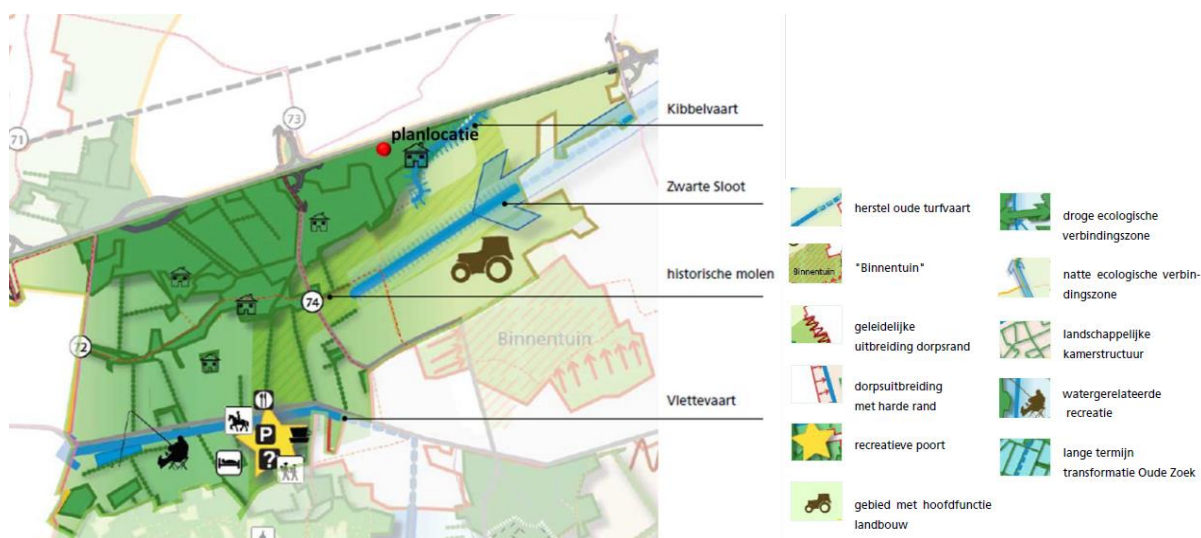 71
73
planlocatie
74
72
Binnentuin
P
?
Kibbelvaart
Zwarte Sloot
historische molen
Vlettevaart
herstel oude turfvaart
Binnentuin
"Binnentuin"
geleidelijke
uitbreiding dorpsrand
dorpsuitbreiding
met harde rand
recreatieve poort
gebied met hoofdfunctie
landbouw
droge ecologische
verbindingszone
natte ecologische verbin-
dingszone
landschappelijke
kamerstructuur
watergerelateerde
recreatie
lange termijn
transformatie Oude Zoek